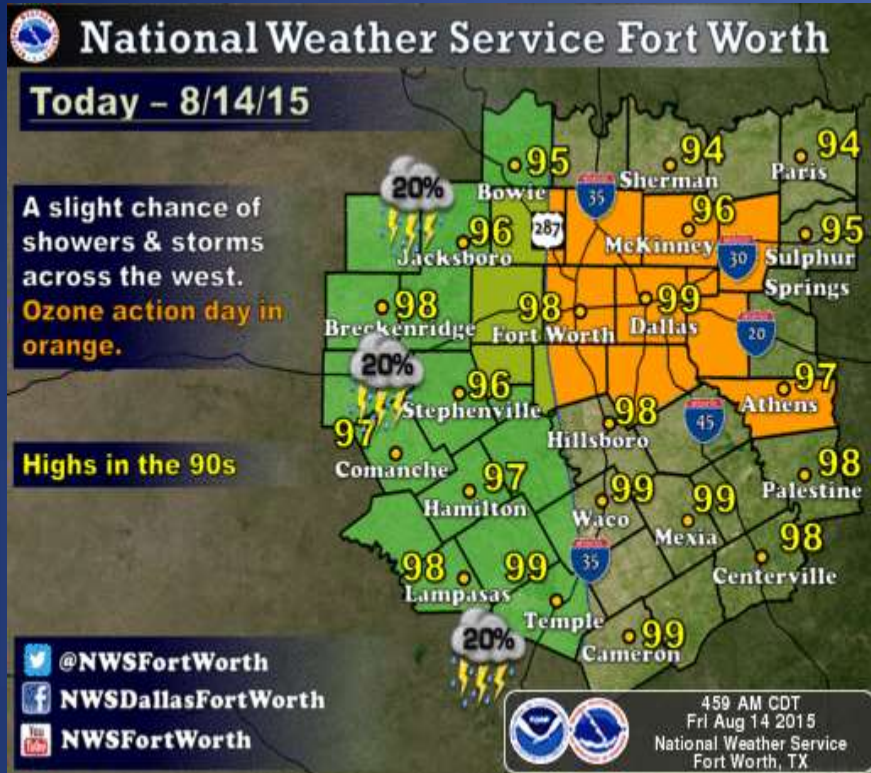 National Weather Service Fort Worth
Today – 8/14/15
A slight chance of
showers & storms
across the west.
Ozone action day in
orange.
Highs in the 90s
20%
95
Bowie
35
94
Sherman
94
Paris
96
Jacksboro
287
96
McKinney
30
95
Sulphur
Springs
98
Breckenridge
98
Fort Worth
99
Dallas
20
20%
96
Stephenville
97
Athens
97
Comanche
98
Hillsboro
45
97
Hamilton
99
Waco
99
Mexia
98
Palestine
98
Lampasas
99
Temple
35
98
Centerville
20%
99
Cameron
@NWSFortWorth
NWSDallasFortWorth
You
Tube
NWSFortWorth
459 AM CDT
Fri Aug 14 2015
National Weather Service
Fort Worth, TX